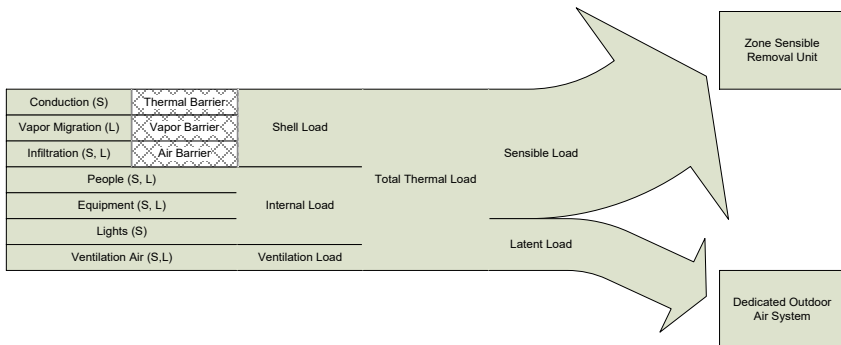 Zone Sensible
Removal Unit
Conduction (S)
Thermal Barrier
Vapor Migration (L)
Vapor Barrier
Shell Load
Infiltration (S, L)
Air Barrier
Sensible Load
People (S, L)
Total Thermal Load
Equipment (S, L)
Internal Load
Lights (S)
Latent Load
Ventilation Air (S,L)
Ventilation Load
Dedicated Outdoor
Air System